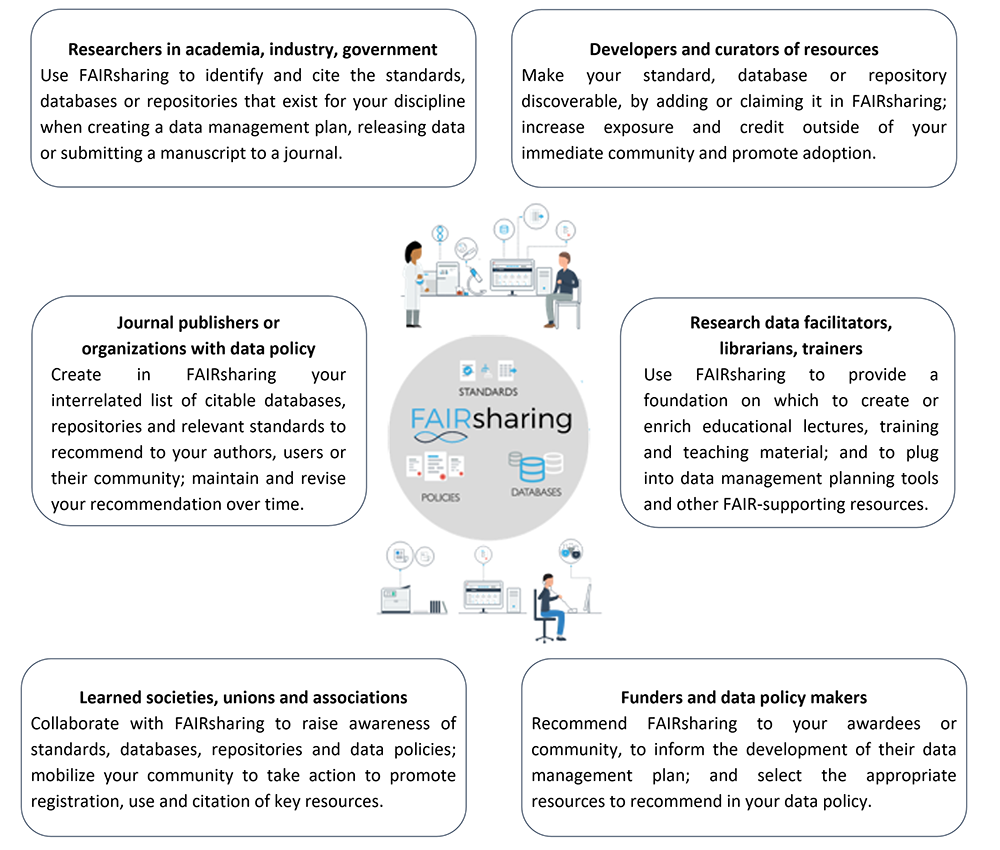 Researchers in academia, industry, government
Use FAIRsharing to identify and cite the standards,
databases or repositories that exist for your discipline
when creating a data management plan, releasing data
or submitting a manuscript to a journal.
Developers and curators of resources
Make your standard, database or repository
discoverable, by adding or claiming it in FAIRsharing;
increase exposure and credit outside of your
immediate community and promote adoption.
Journal publishers or
organizations with data policy
Create in FAIRsharing your
interrelated list of citable databases,
repositories and relevant standards to
recommend to your authors, users or
their community; maintain and revise
your recommendation over time.
STANDARDS
FAIRsharing
POLICIES
DATABASES
Research data facilitators,
librarians, trainers
Use FAIRsharing to provide a
foundation on which to create or
enrich educational lectures, training
and teaching material; and to plug
into data management planning tools
and other FAIR-supporting resources.
Learned societies, unions and associations
Collaborate with FAIRsharing to raise awareness of
standards, databases, repositories and data policies;
mobilize your community to take action to promote
registration, use and citation of key resources.
Funders and data policy makers
Recommend FAIRsharing to your awardees or
community, to inform the development of their data
management plan; and select the appropriate
resources to recommend in your data policy.